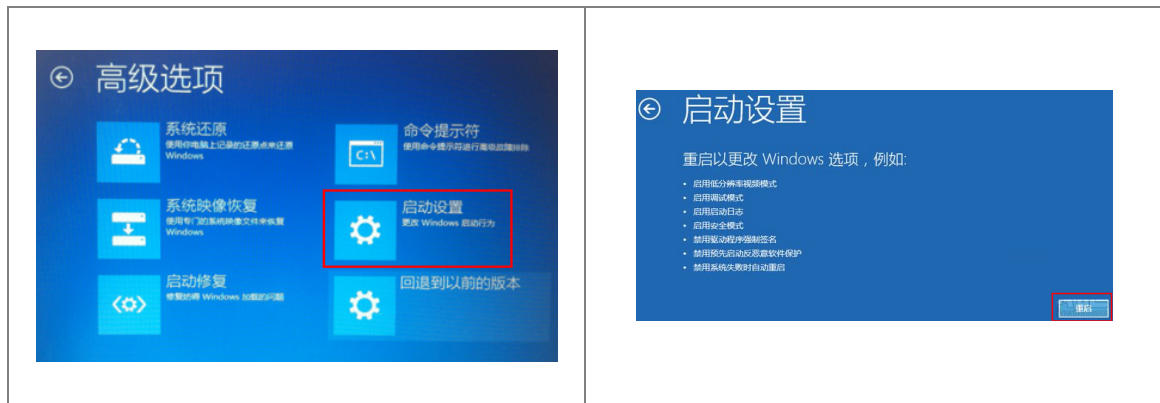 高级选项
系统还原
使用你电脑上记录的还原点来还原
Windows
命令提示符
使用命令提示符进行高级故障排除
C:\
系统映像恢复
使用专门的系统映像文件来恢复
Windows
启动设置
更改 Windows 启动行为
启动修复
修复妨碍 Windows 加载的问题
回退到以前的版本
启动设置
重启以更改 Windows 选项，例如:
• 启用低分辨率视频模式
• 启用调试模式
• 启用启动日志
• 启用安全模式
• 禁用驱动程序强制签名
• 禁用预先启动反恶意软件保护
• 禁用系统失败时自动重启
重启